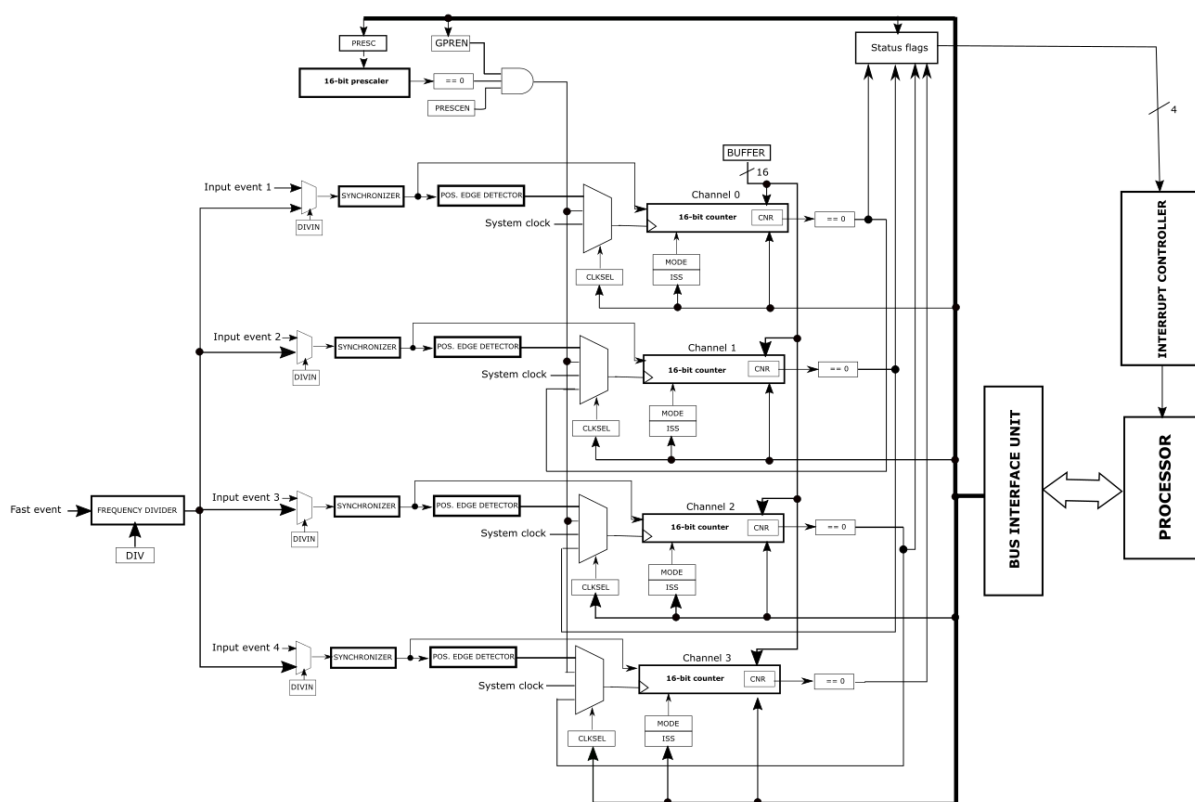 PRESC
GPREN
Status flags
16-bit prescaler
== 0
PRESCEN
4
BUFFER
16
Input event 1
SYNCHRONIZER
POS. EDGE DETECTOR
Channel 0
16-bit counter
CNR
== 0
DIVIN
System clock
CLKSEL
MODE
ISS
INTERRUPT CONTROLLER
Input event 2
SYNCHRONIZER
POS. EDGE DETECTOR
Channel 1
16-bit counter
CNR
== 0
DIVIN
System clock
CLKSEL
MODE
ISS
BUS INTERFACE UNIT
PROCESSOR
Fast event
FREQUENCY DIVIDER
DIV
Input event 3
SYNCHRONIZER
POS. EDGE DETECTOR
Channel 2
16-bit counter
CNR
== 0
DIVIN
System clock
CLKSEL
MODE
ISS
Input event 4
SYNCHRONIZER
POS. EDGE DETECTOR
Channel 3
16-bit counter
CNR
== 0
DIVIN
System clock
CLKSEL
MODE
ISS